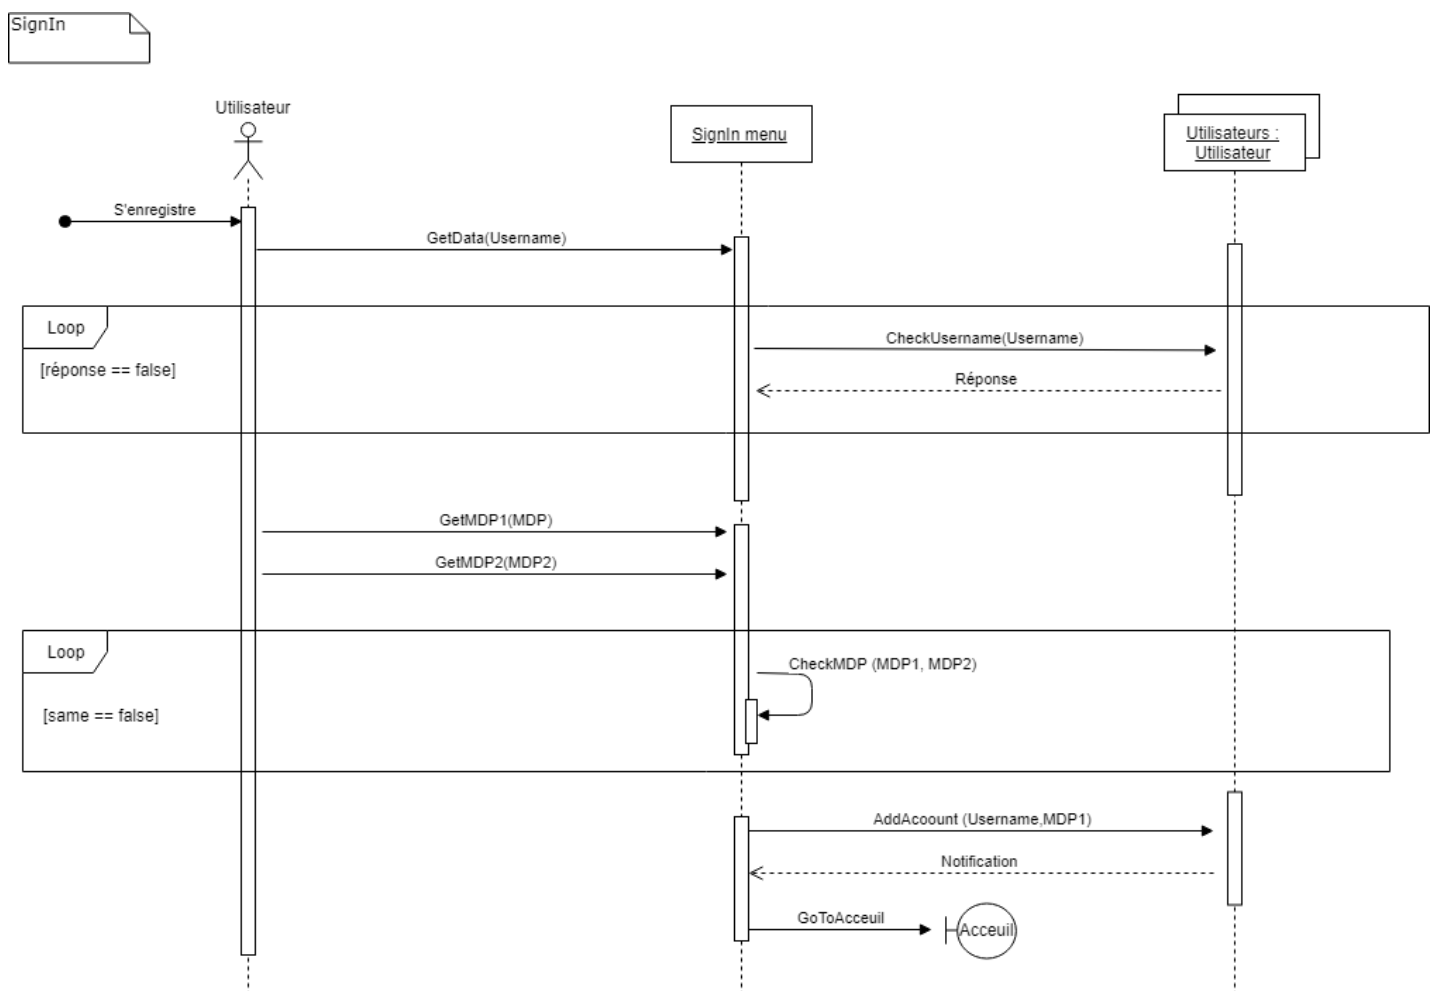 SignIn
Utilisateur
SignIn menu
Utilisateurs :
Utilisateur
S'enregistre
GetData(Username)
Loop
[réponse == false]
CheckUsername(Username)
Réponse
GetMDP1(MDP)
GetMDP2(MDP2)
Loop
[same == false]
CheckMDP (MDP1, MDP2)
AddAcoount (Username,MDP1)
Notification
GoToAcceuil
Acceuil